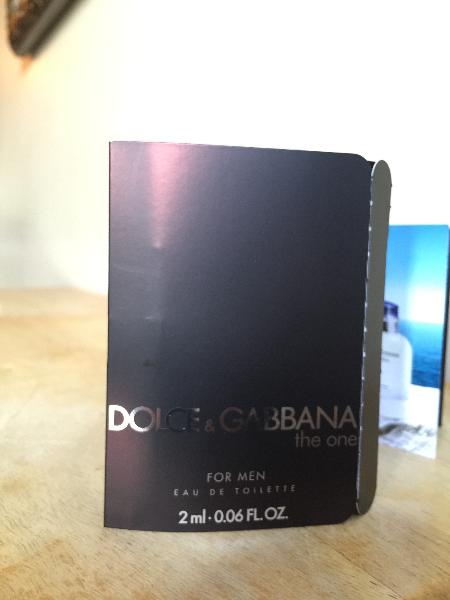 DOLCE & GABBANA
the one
FOR MEN
EAU DE TOILETTE
2 ml · 0.06 FL. OZ.